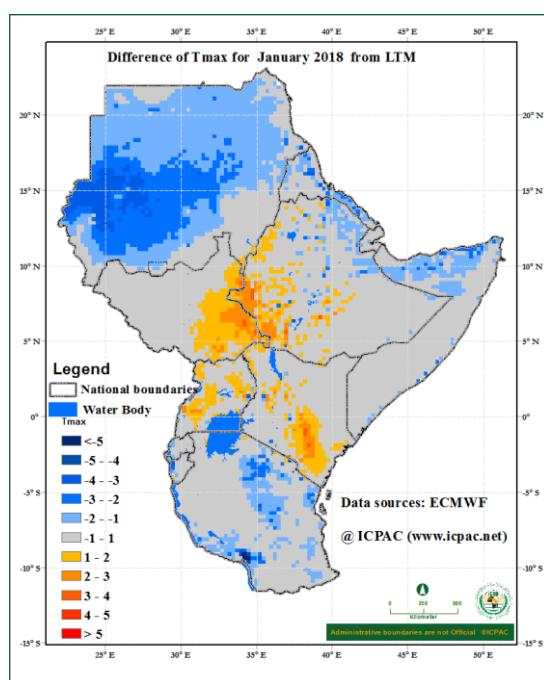 Difference of Tmax for January 2018 from LTM
20° N
15° N
10° N
5° N
0°
-5° S
-10° S
-15° S
20° N
15° N
10° N
5° N
0°
-5° S
-10° S
-15° S
Legend
National boundaries
Water Body
Tmax
<-5
-5 - -4
-4 - -3
-3 - -2
-2 - -1
-1 - 1
1 - 2
2 - 3
3 - 4
4 - 5
> 5
Data sources: ECMWF
@ ICPAC (www.icpac.net)
0 250 500
Kilometer
Administrative boundaries are not Official ©ICPAC
25° E 30° E 35° E 40° E 45° E 50° E